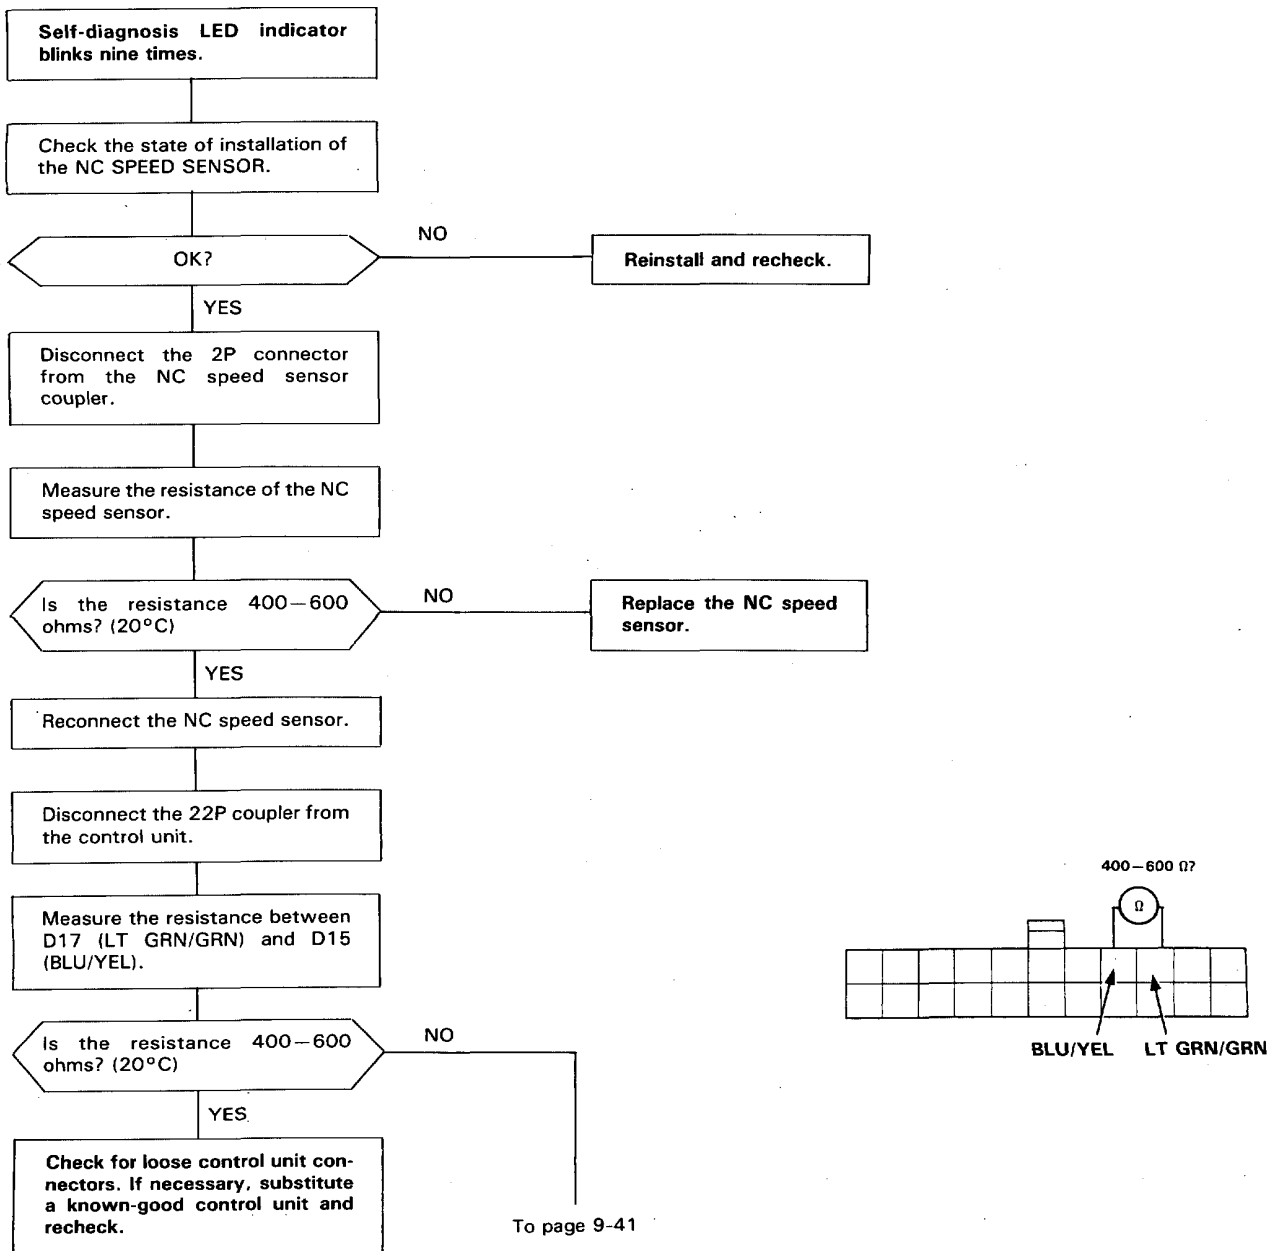 Self-diagnosis LED indicator
blinks nine times.
Check the state of installation of
the NC SPEED SENSOR.
OK?
NO
Reinstall and recheck.
YES
Disconnect the 2P connector
from the NC speed sensor
coupler.
Measure the resistance of the NC
speed sensor.
Is the resistance 400—600
ohms? (20°C)
NO
Replace the NC speed
sensor.
YES
Reconnect the NC speed sensor.
Disconnect the 22P coupler from
the control unit.
Measure the resistance between
D17 (LT GRN/GRN) and D15
(BLU/YEL).
400—600 Ω?
Ω
BLU/YEL LT GRN/GRN
Is the resistance 400—600
ohms? (20°C)
NO
YES
Check for loose control unit con-
nectors. If necessary, substitute
a known-good control unit and
recheck.
To page 9-41